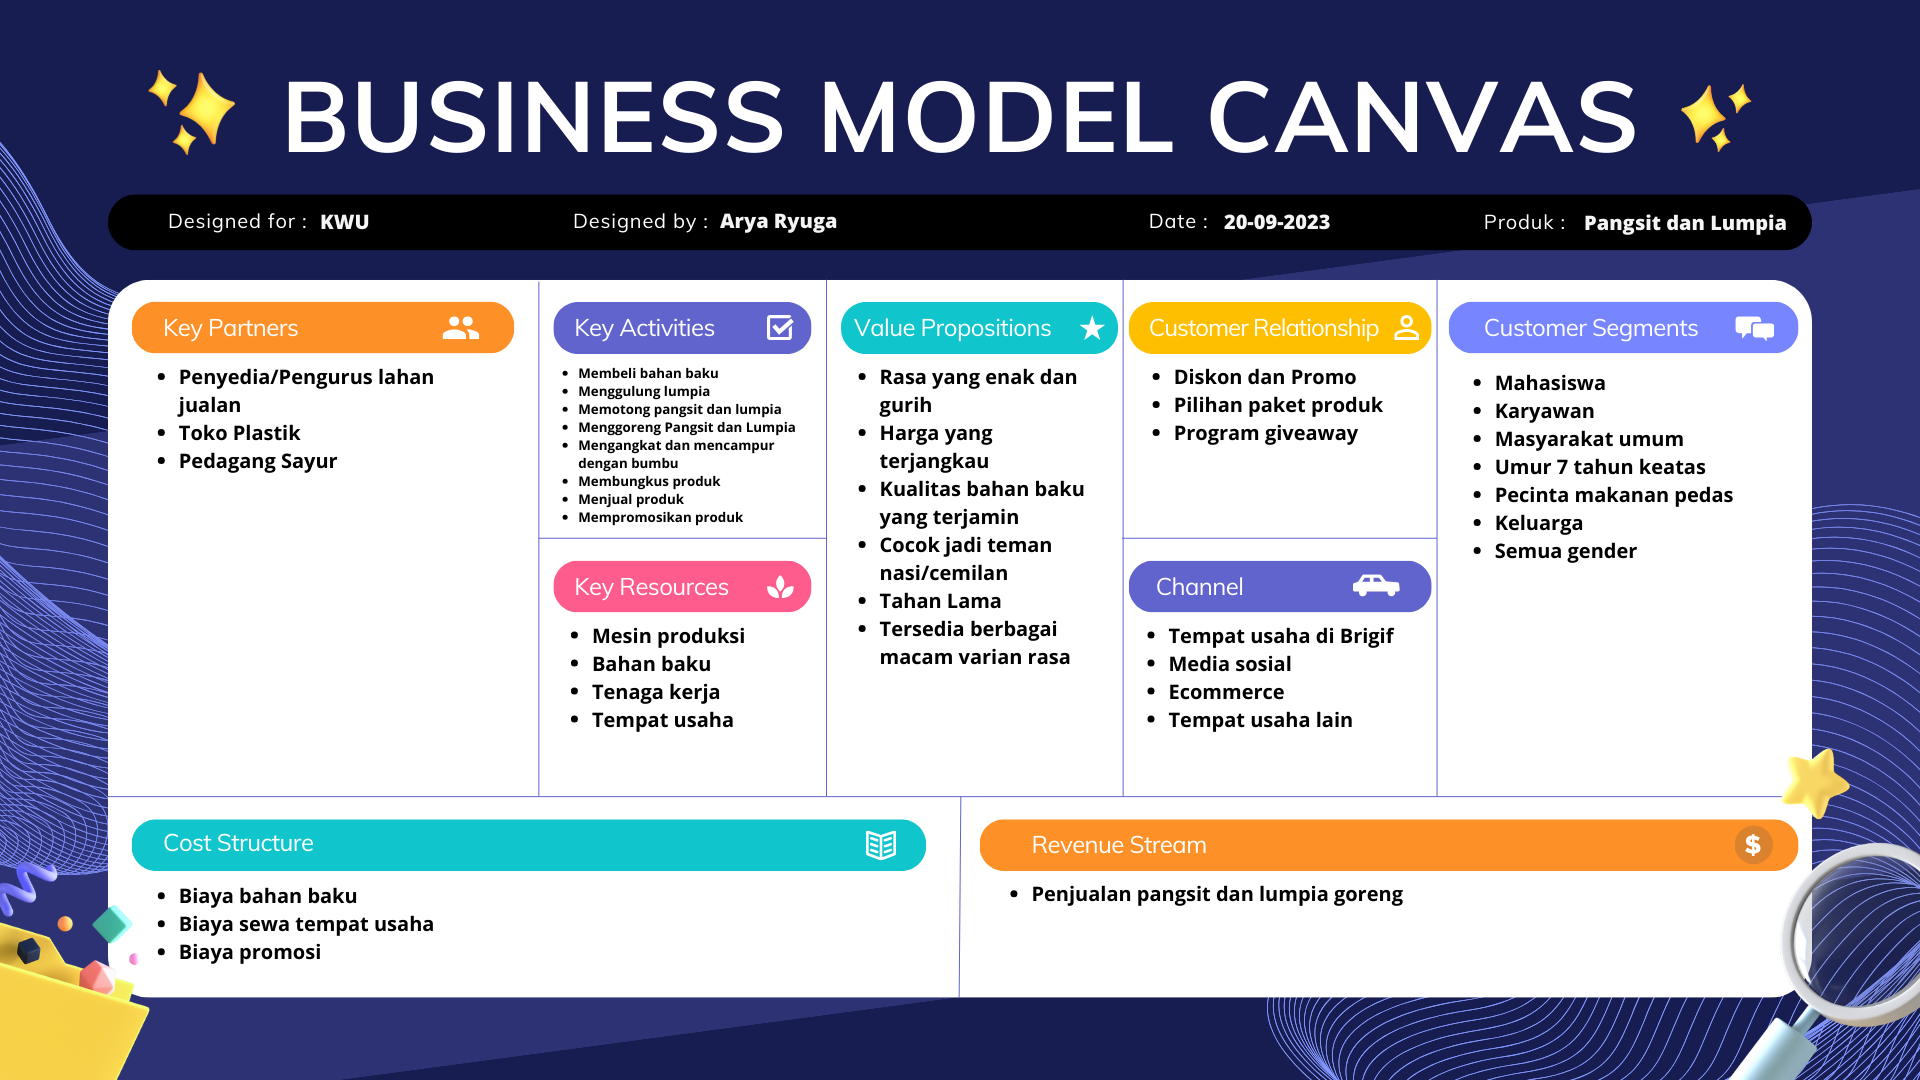 BUSINESS MODEL CANVAS
Designed for : KWU
Designed by : Arya Ryuga
Date : 20-09-2023
Produk : Pangsit dan Lumpia
Key Partners
• Penyedia/Pengurus lahan
jualan
• Toko Plastik
• Pedagang Sayur
Key Activities
• Membeli bahan baku
• Menggulung lumpia
• Memotong pangsit dan lumpia
• Menggoreng Pangsit dan Lumpia
• Mengangkat dan mencampur
dengan bumbu
• Membungkus produk
• Menjual produk
• Mempromosikan produk
Key Resources
• Mesin produksi
• Bahan baku
• Tenaga kerja
• Tempat usaha
Value Propositions
• Rasa yang enak dan
gurih
• Harga yang
terjangkau
• Kualitas bahan baku
yang terjamin
• Cocok jadi teman
nasi/cemilan
• Tahan Lama
• Tersedia berbagai
macam varian rasa
Customer Relationship
• Diskon dan Promo
• Pilihan paket produk
• Program giveaway
Channel
• Tempat usaha di Brigif
• Media sosial
• Ecommerce
• Tempat usaha lain
Customer Segments
• Mahasiswa
• Karyawan
• Masyarakat umum
• Umur 7 tahun keatas
• Pecinta makanan pedas
• Keluarga
• Semua gender
Cost Structure
• Biaya bahan baku
• Biaya sewa tempat usaha
• Biaya promosi
Revenue Stream
$
• Penjualan pangsit dan lumpia goreng